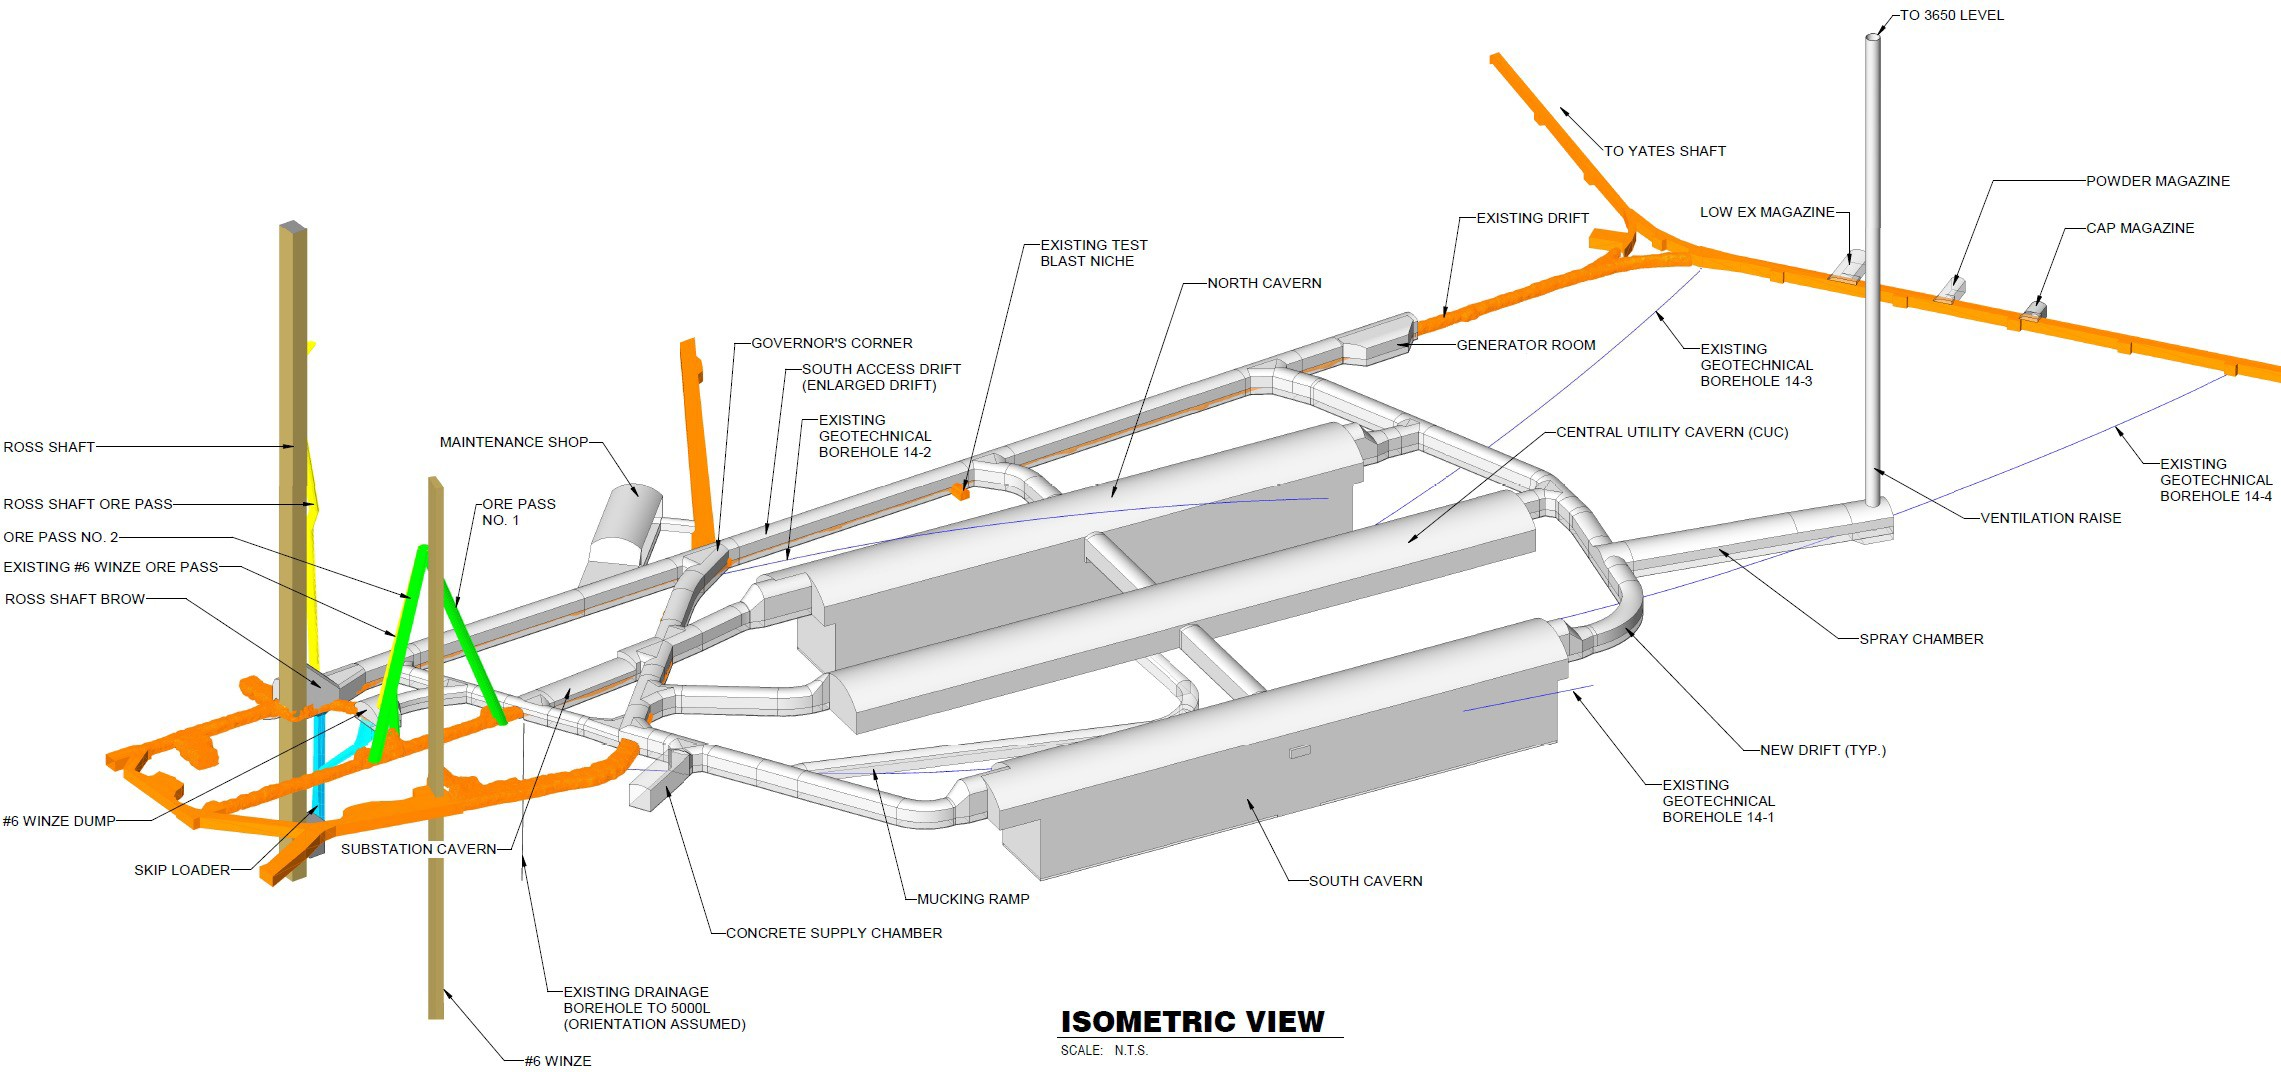 TO 3650 LEVEL
TO YATES SHAFT
POWDER MAGAZINE
LOW EX MAGAZINE
EXISTING DRIFT
CAP MAGAZINE
EXISTING TEST
BLAST NICHE
NORTH CAVERN
GOVERNOR'S CORNER
GENERATOR ROOM
EXISTING
GEOTECHNICAL
BOREHOLE 14-3
SOUTH ACCESS DRIFT
(ENLARGED DRIFT)
EXISTING
GEOTECHNICAL
BOREHOLE 14-2
CENTRAL UTILITY CAVERN (CUC)
MAINTENANCE SHOP
ROSS SHAFT
EXISTING
GEOTECHNICAL
BOREHOLE 14-4
ROSS SHAFT ORE PASS
ORE PASS
NO. 1
VENTILATION RAISE
ORE PASS NO. 2
EXISTING #6 WINZE ORE PASS
ROSS SHAFT BROW
SPRAY CHAMBER
NEW DRIFT (TYP.)
EXISTING
GEOTECHNICAL
BOREHOLE 14-1
#6 WINZE DUMP
SUBSTATION CAVERN
SKIP LOADER
SOUTH CAVERN
MUCKING RAMP
CONCRETE SUPPLY CHAMBER
EXISTING DRAINAGE
BOREHOLE TO 5000L
(ORIENTATION ASSUMED)
#6 WINZE
ISOMETRIC VIEW
SCALE: N.T.S.